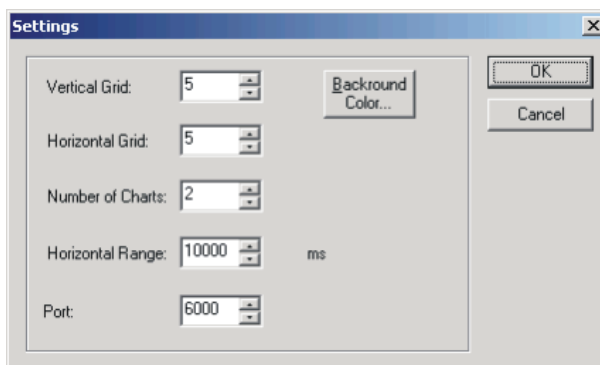 Settings
Vertical Grid: 5
Backround
Color...
OK
Cancel
Horizontal Grid: 5
Number of Charts: 2
Horizontal Range: 10000 ms
Port: 6000